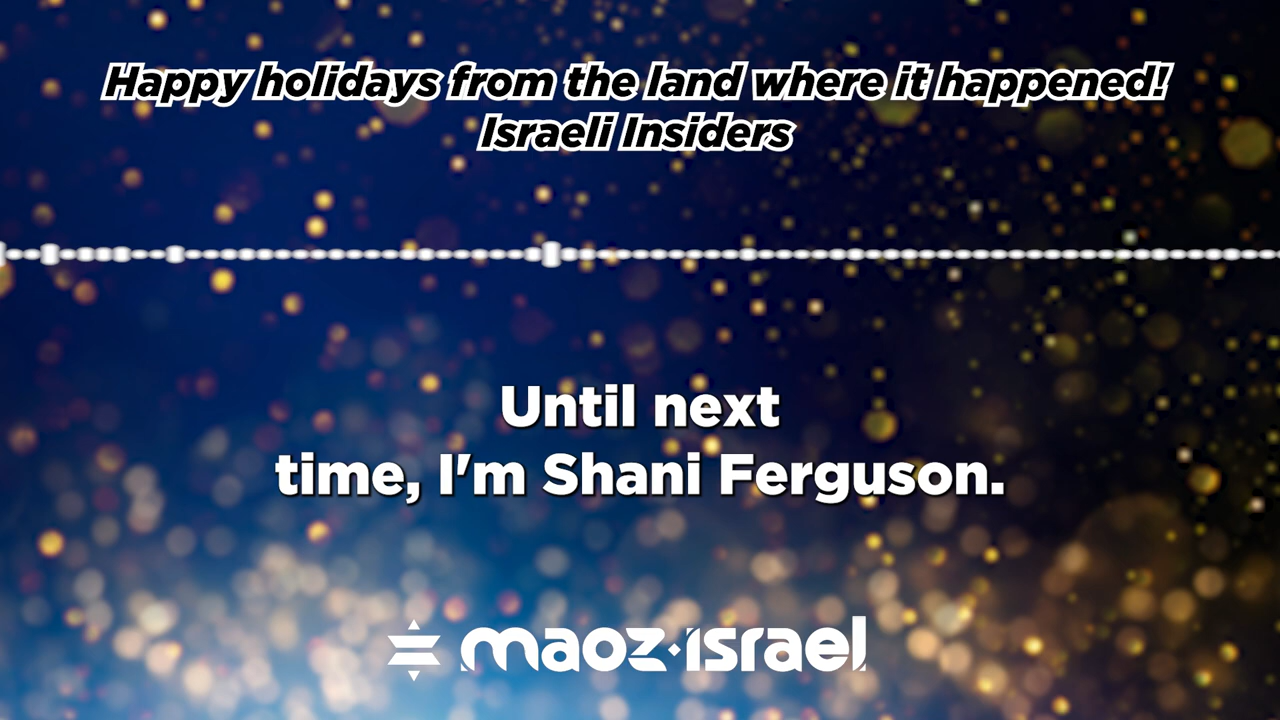 Happy holidays from the land where it happened!
Israeli Insiders
Until next
time, I'm Shani Ferguson.
maoz·israel